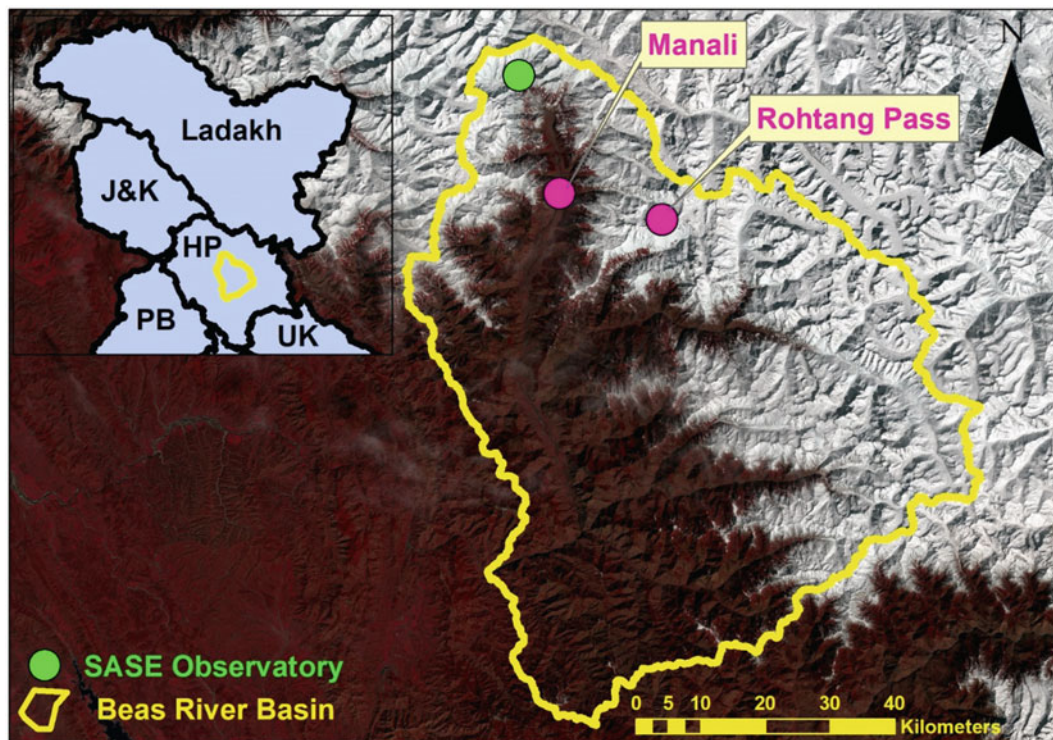 Manali
N
Rohtang Pass
Ladakh
J&K
HP
PB
UK
SASE Observatory
Beas River Basin
0 5 10 20 30 40
Kilometers